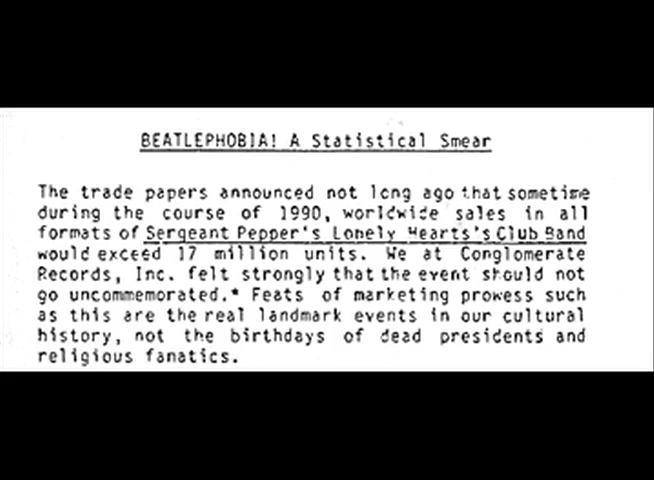 BEATLEPHOBIA! A Statistical Smear
The trade papers announced not long ago that sometime
during the course of 1990, worldwide sales in all
formats of Sergeant Pepper's Lonely Hearts's Club Band
would exceed 17 million units. We at Conglomerate
Records, Inc. felt strongly that the event should not
go uncommemorated.* Feats of marketing prowess such
as this are the real landmark events in our cultural
history, not the birthdays of dead presidents and
religious fanatics.